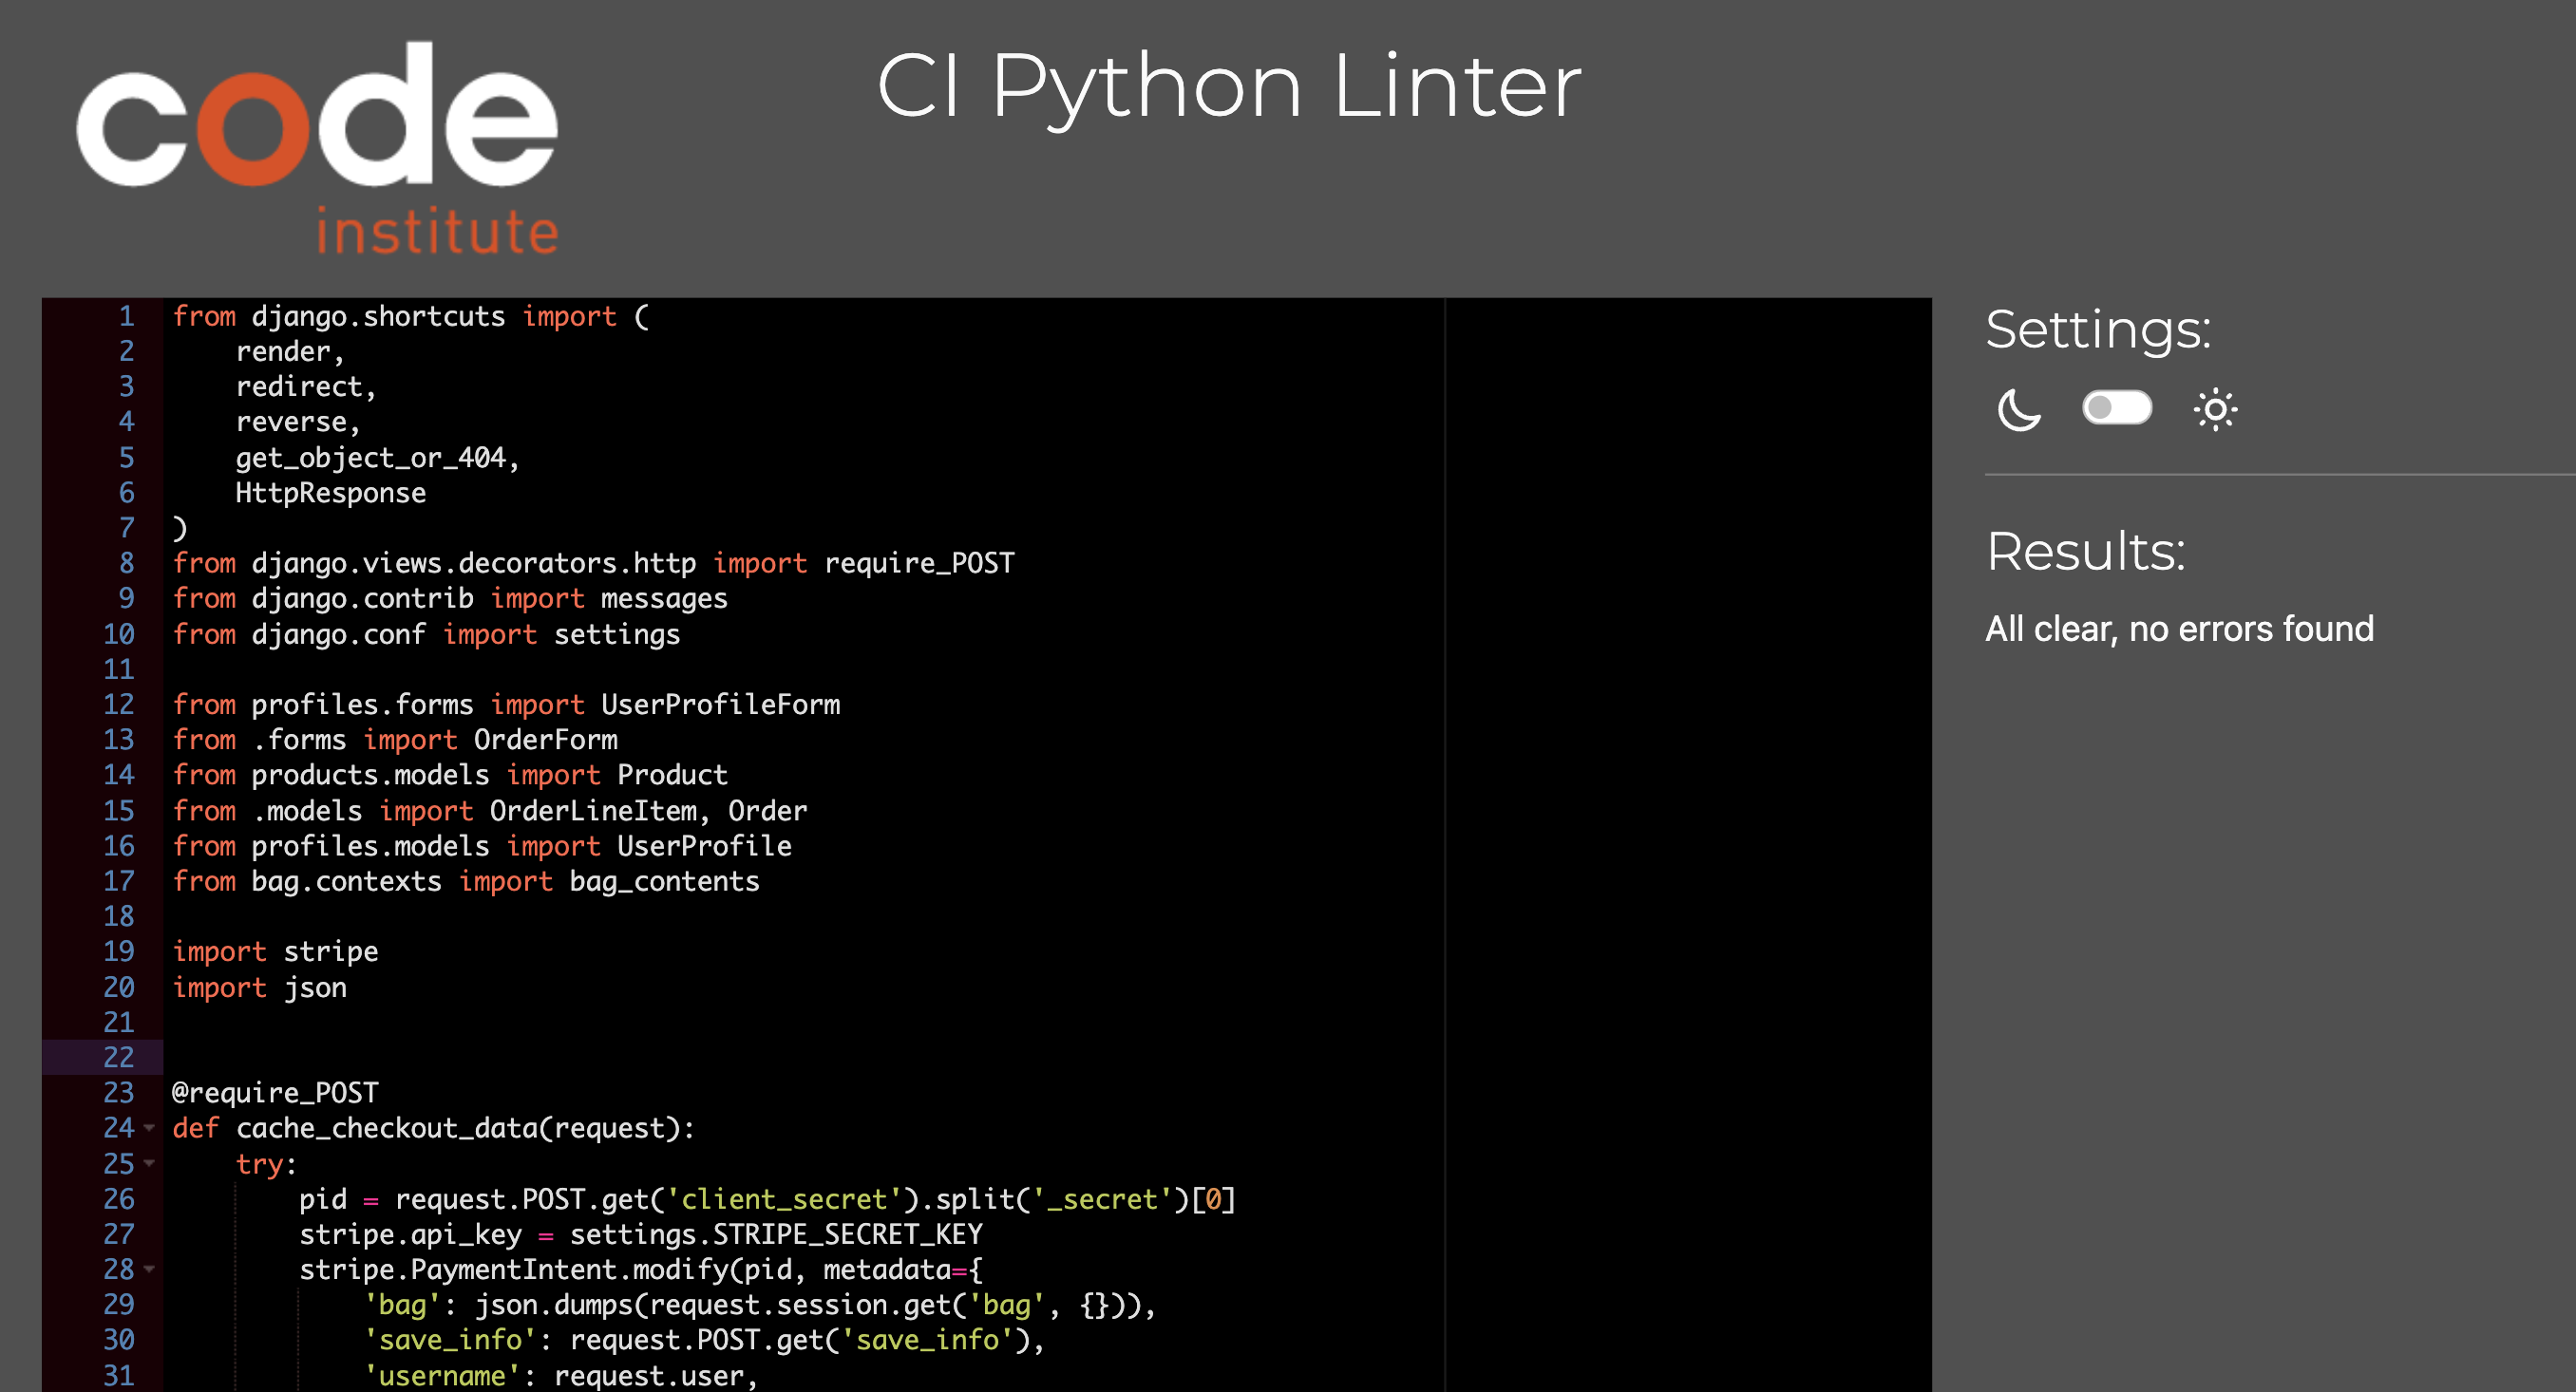 code
institute
CI Python Linter
1 from django.shortcuts import (
2     render,
3     redirect,
4     reverse,
5     get_object_or_404,
6     HttpResponse
7 )
8 from django.views.decorators.http import require_POST
9 from django.contrib import messages
10 from django.conf import settings
11
12 from profiles.forms import UserProfileForm
13 from .forms import OrderForm
14 from products.models import Product
15 from .models import OrderLineItem, Order
16 from profiles.models import UserProfile
17 from bag.contexts import bag_contents
18
19 import stripe
20 import json
21
22
23 @require_POST
24 def cache_checkout_data(request):
25     try:
26         pid = request.POST.get('client_secret').split('_secret')[0]
27         stripe.api_key = settings.STRIPE_SECRET_KEY
28         stripe.PaymentIntent.modify(pid, metadata={
29             'bag': json.dumps(request.session.get('bag', {})),
30             'save_info': request.POST.get('save_info'),
31             'username': request.user,
Settings:
Results:
All clear, no errors found